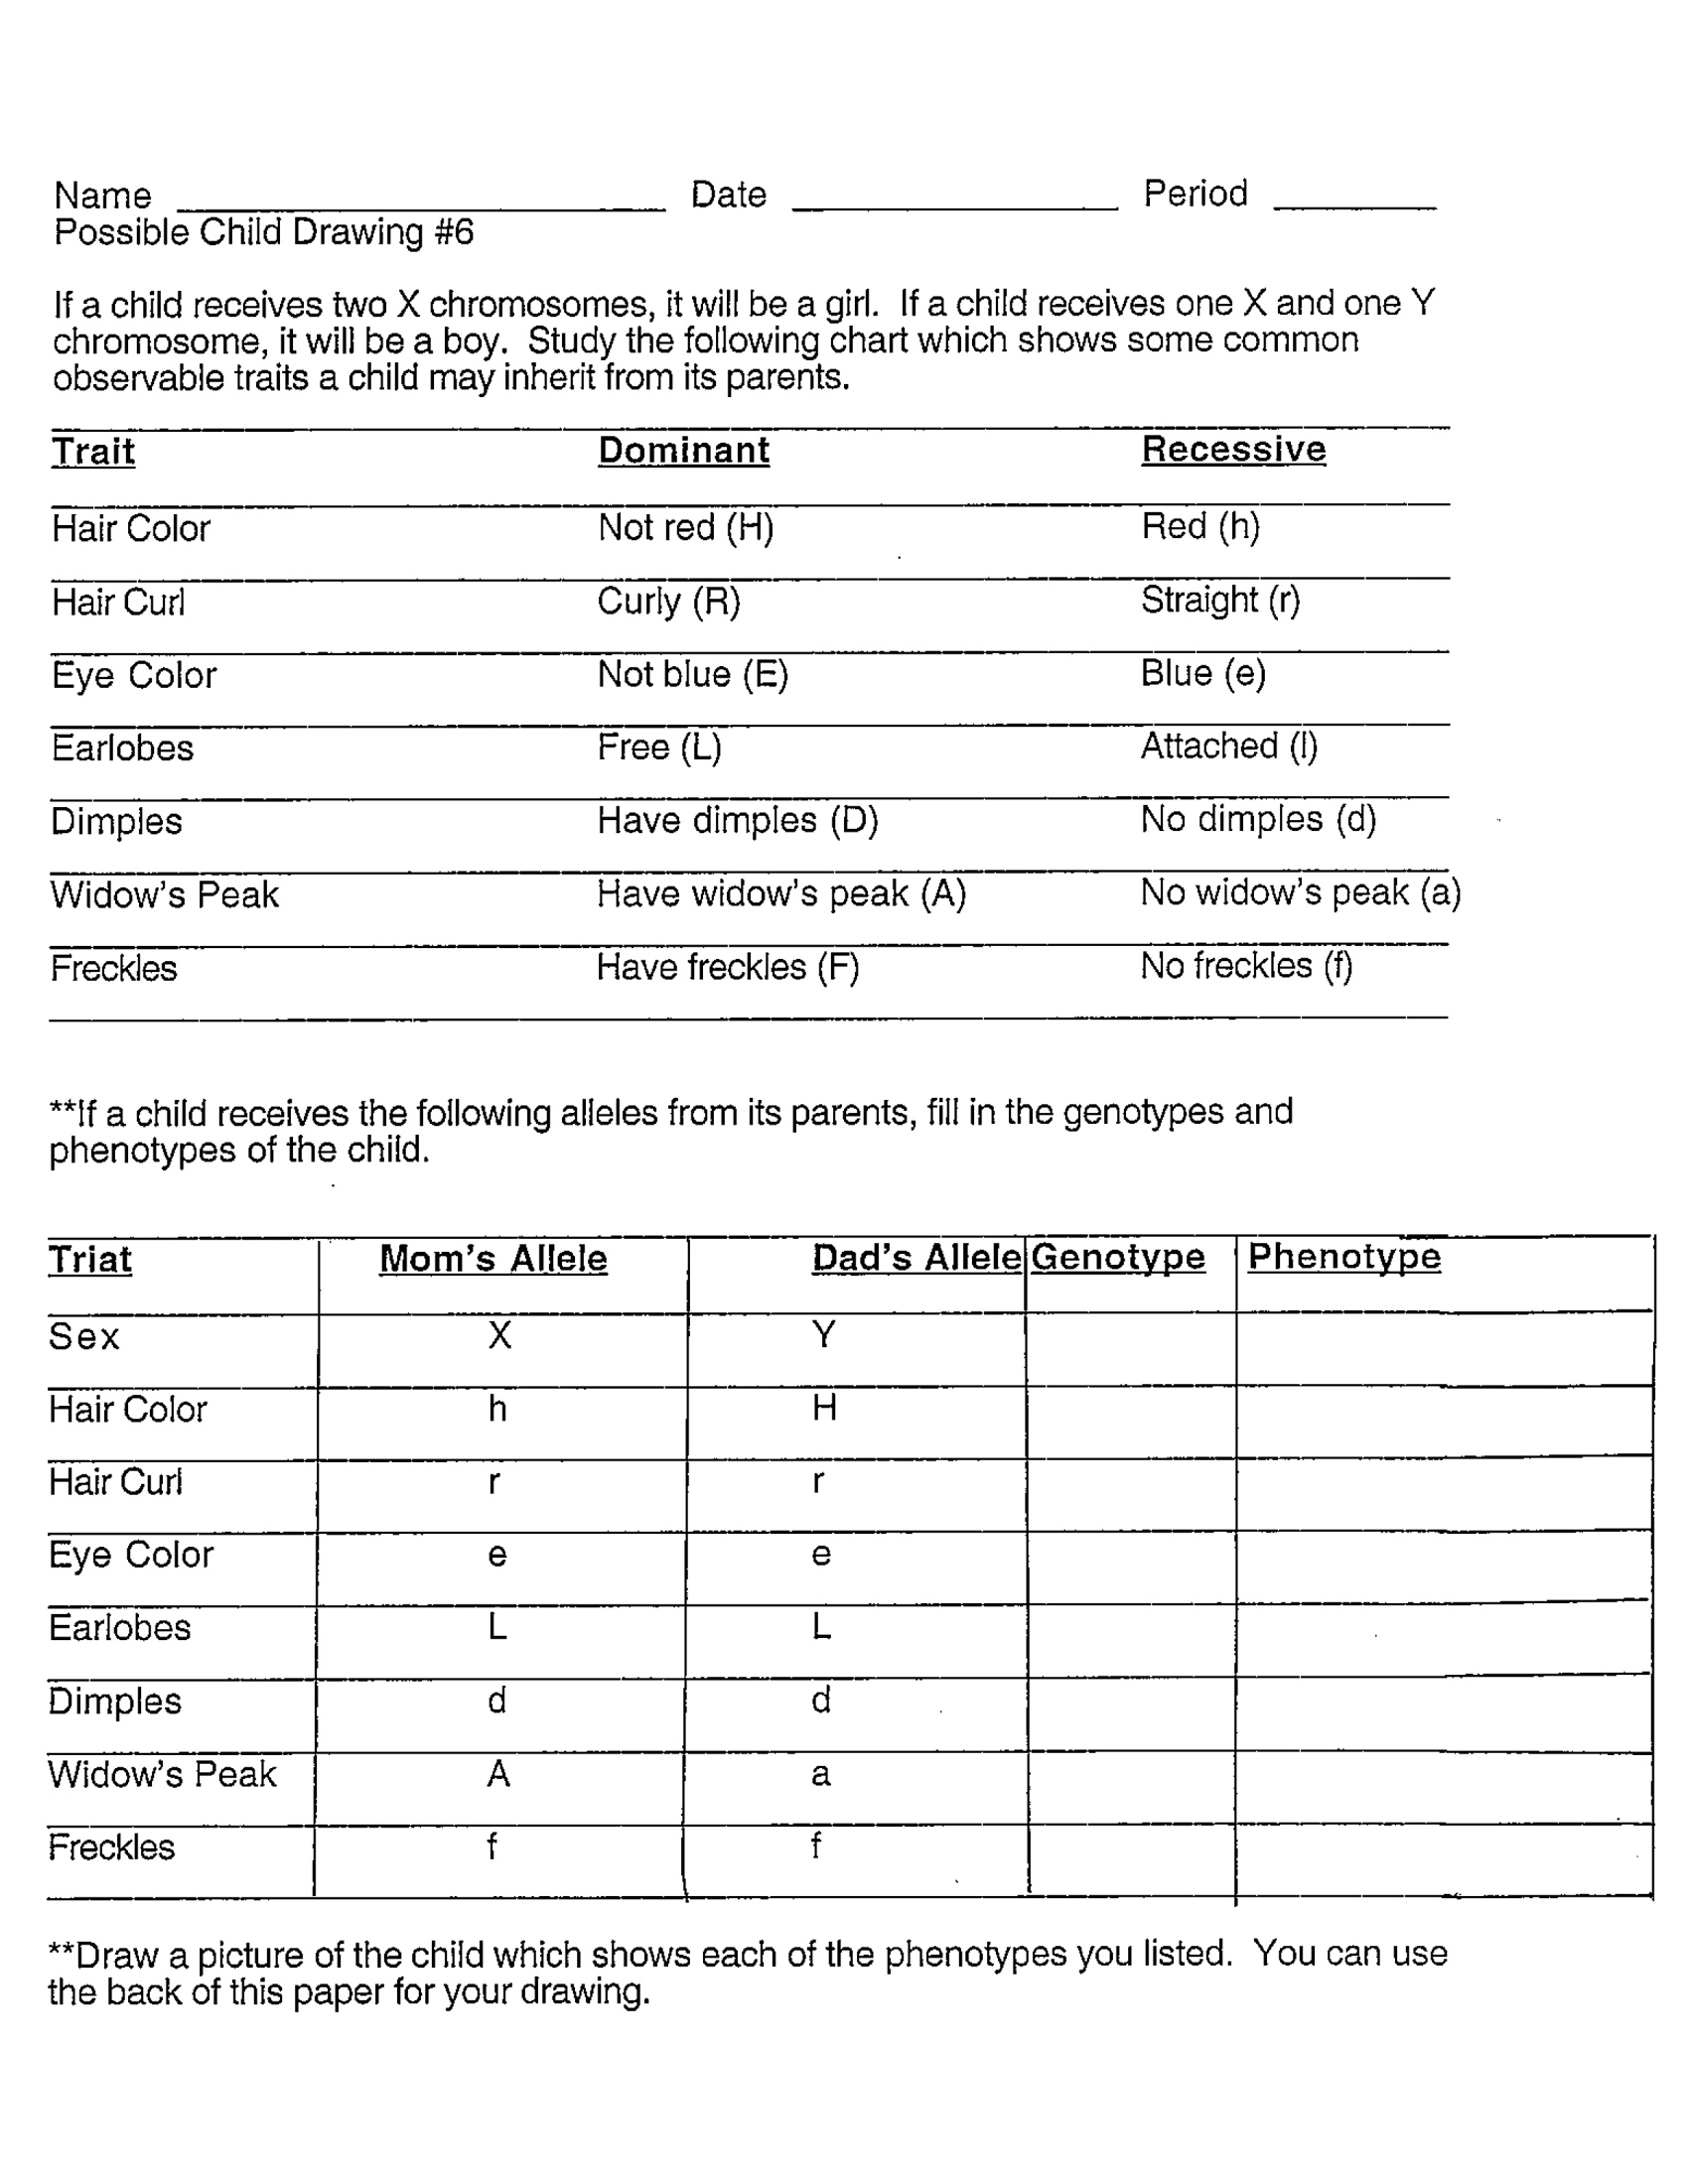 Name ________ Date ________ Period ________
Possible Child Drawing #6
If a child receives two X chromosomes, it will be a girl. If a child receives one X and one Y
chromosome, it will be a boy. Study the following chart which shows some common
observable traits a child may inherit from its parents.
Trait Dominant Recessive
Hair Color Not red (H) Red (h)
Hair Curl Curly (R) Straight (r)
Eye Color Not blue (E) Blue (e)
Earlobes Free (L) Attached (l)
Dimples Have dimples (D) No dimples (d)
Widow's Peak Have widow's peak (A) No widow's peak (a)
Freckles Have freckles (F) No freckles (f)
**If a child receives the following alleles from its parents, fill in the genotypes and
phenotypes of the child.
Triat Mom's Allele Dad's Allele Genotype Phenotype
Sex X Y
Hair Color h H
Hair Curl r r
Eye Color e e
Earlobes L L
Dimples d d
Widow's Peak A a
Freckles f f
**Draw a picture of the child which shows each of the phenotypes you listed. You can use
the back of this paper for your drawing.